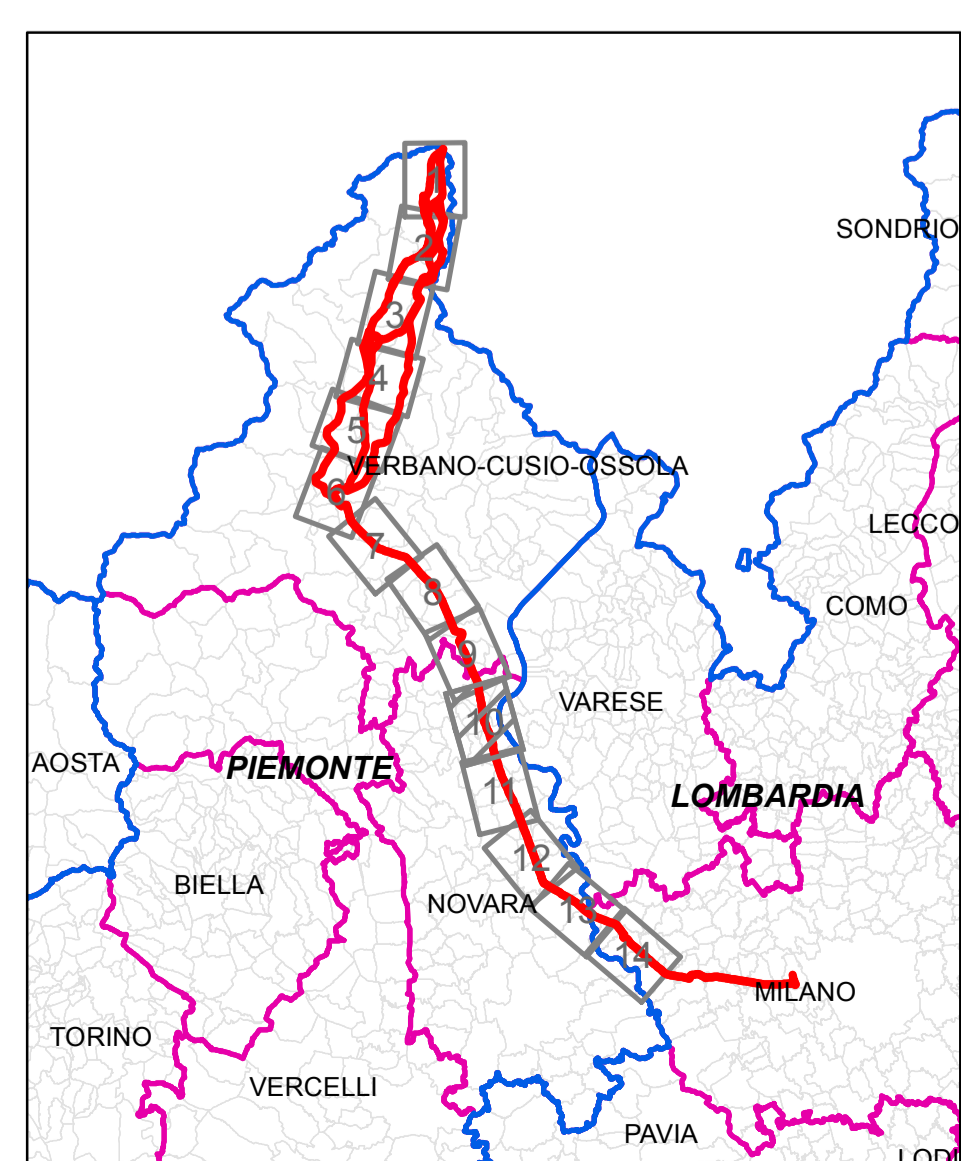 1
SONDRIO
2
3
4
5
VERBANO-CUSIO-OSSOLA
6
LECCO
7
8
COMO
9
VARESE
10
AOSTA
PIEMONTE
11
LOMBARDIA
12
BIELLA
NOVARA
13
14
MILANO
TORINO
VERCELLI
PAVIA
LODI